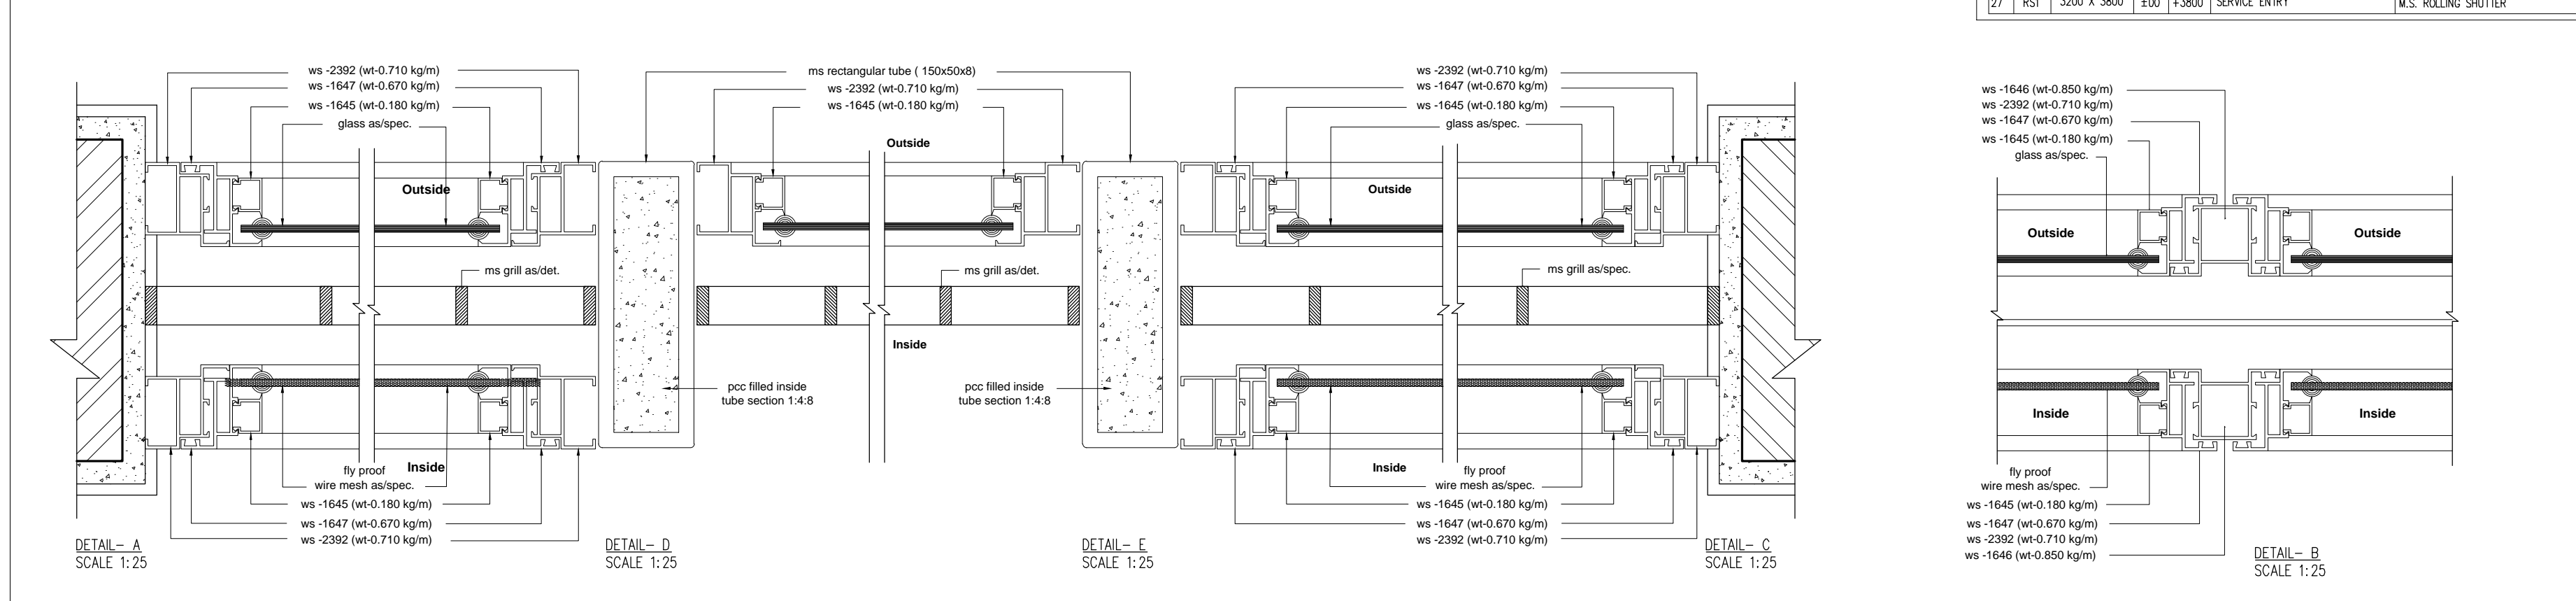 27 RS1 3200 X 3800 ±00 +3800 SERVICE ENTRY M.S. ROLLING SHUTTER
ws -2392 (wt-0.710 kg/m)
ws -1647 (wt-0.670 kg/m)
ws -1645 (wt-0.180 kg/m)
glass as/spec.
Outside
ms grill as/det.
fly proof
wire mesh as/spec.
Inside
ws -1645 (wt-0.180 kg/m)
ws -1647 (wt-0.670 kg/m)
ws -2392 (wt-0.710 kg/m)
DETAIL- A
SCALE 1:25
ms rectangular tube ( 150x50x8)
ws -2392 (wt-0.710 kg/m)
ws -1645 (wt-0.180 kg/m)
Outside
ms grill as/det.
Inside
pcc filled inside
tube section 1:4:8
pcc filled inside
tube section 1:4:8
DETAIL- D
SCALE 1:25
DETAIL- E
SCALE 1:25
ws -2392 (wt-0.710 kg/m)
ws -1647 (wt-0.670 kg/m)
ws -1645 (wt-0.180 kg/m)
glass as/spec.
Outside
ms grill as/spec.
Inside
fly proof
wire mesh as/spec.
ws -1645 (wt-0.180 kg/m)
ws -1647 (wt-0.670 kg/m)
ws -2392 (wt-0.710 kg/m)
DETAIL- C
SCALE 1:25
ws -1646 (wt-0.850 kg/m)
ws -2392 (wt-0.710 kg/m)
ws -1647 (wt-0.670 kg/m)
ws -1645 (wt-0.180 kg/m)
glass as/spec.
Outside
Outside
Inside
Inside
fly proof
wire mesh as/spec.
ws -1645 (wt-0.180 kg/m)
ws -1647 (wt-0.670 kg/m)
ws -2392 (wt-0.710 kg/m)
ws -1646 (wt-0.850 kg/m)
DETAIL- B
SCALE 1:25